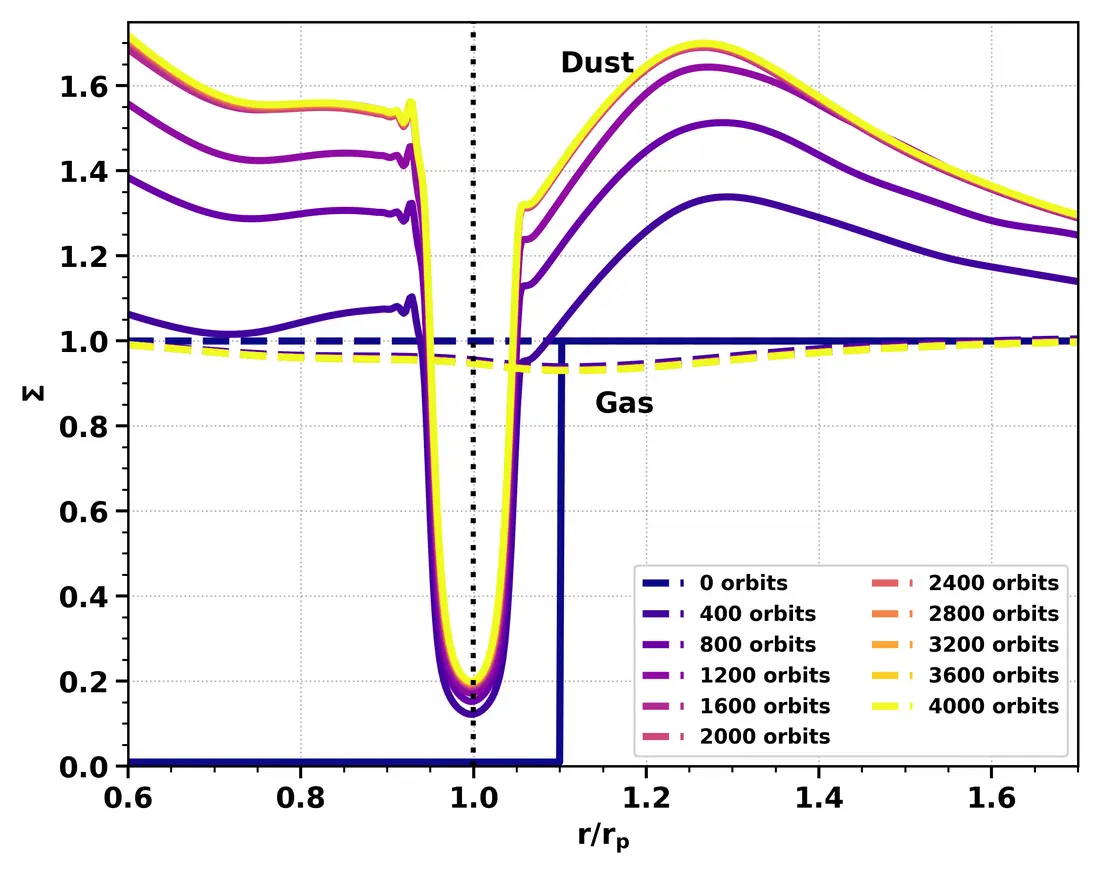 Dust
Gas
Σ
1.6
1.4
1.2
1.0
0.8
0.6
0.4
0.2
0.0
0.6 0.8 1.0 1.2 1.4 1.6
r/rₚ
0 orbits
400 orbits
800 orbits
1200 orbits
1600 orbits
2000 orbits
2400 orbits
2800 orbits
3200 orbits
3600 orbits
4000 orbits